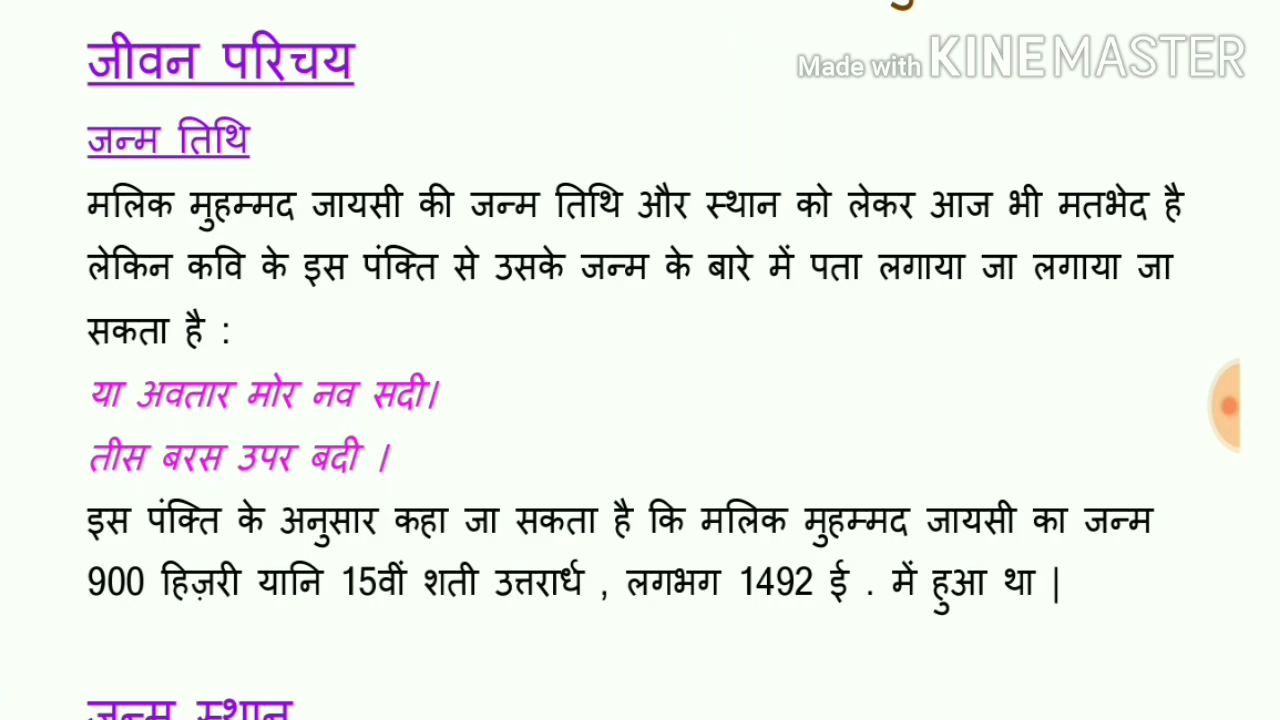 जीवन परिचय
Made with KINEMASTER
जन्म तिथि
मलिक मुहम्मद जायसी की जन्म तिथि और स्थान को लेकर आज भी मतभेद है
लेकिन कवि के इस पंक्ति से उसके जन्म के बारे में पता लगाया जा लगाया जा
सकता है :
या अवतार मोर नव सदी।
तीस बरस उपर बदी ।
इस पंक्ति के अनुसार कहा जा सकता है कि मलिक मुहम्मद जायसी का जन्म
900 हिज़री यानि 15वीं शती उत्तरार्ध , लगभग 1492 ई . में हुआ था |
जन्म स्थान